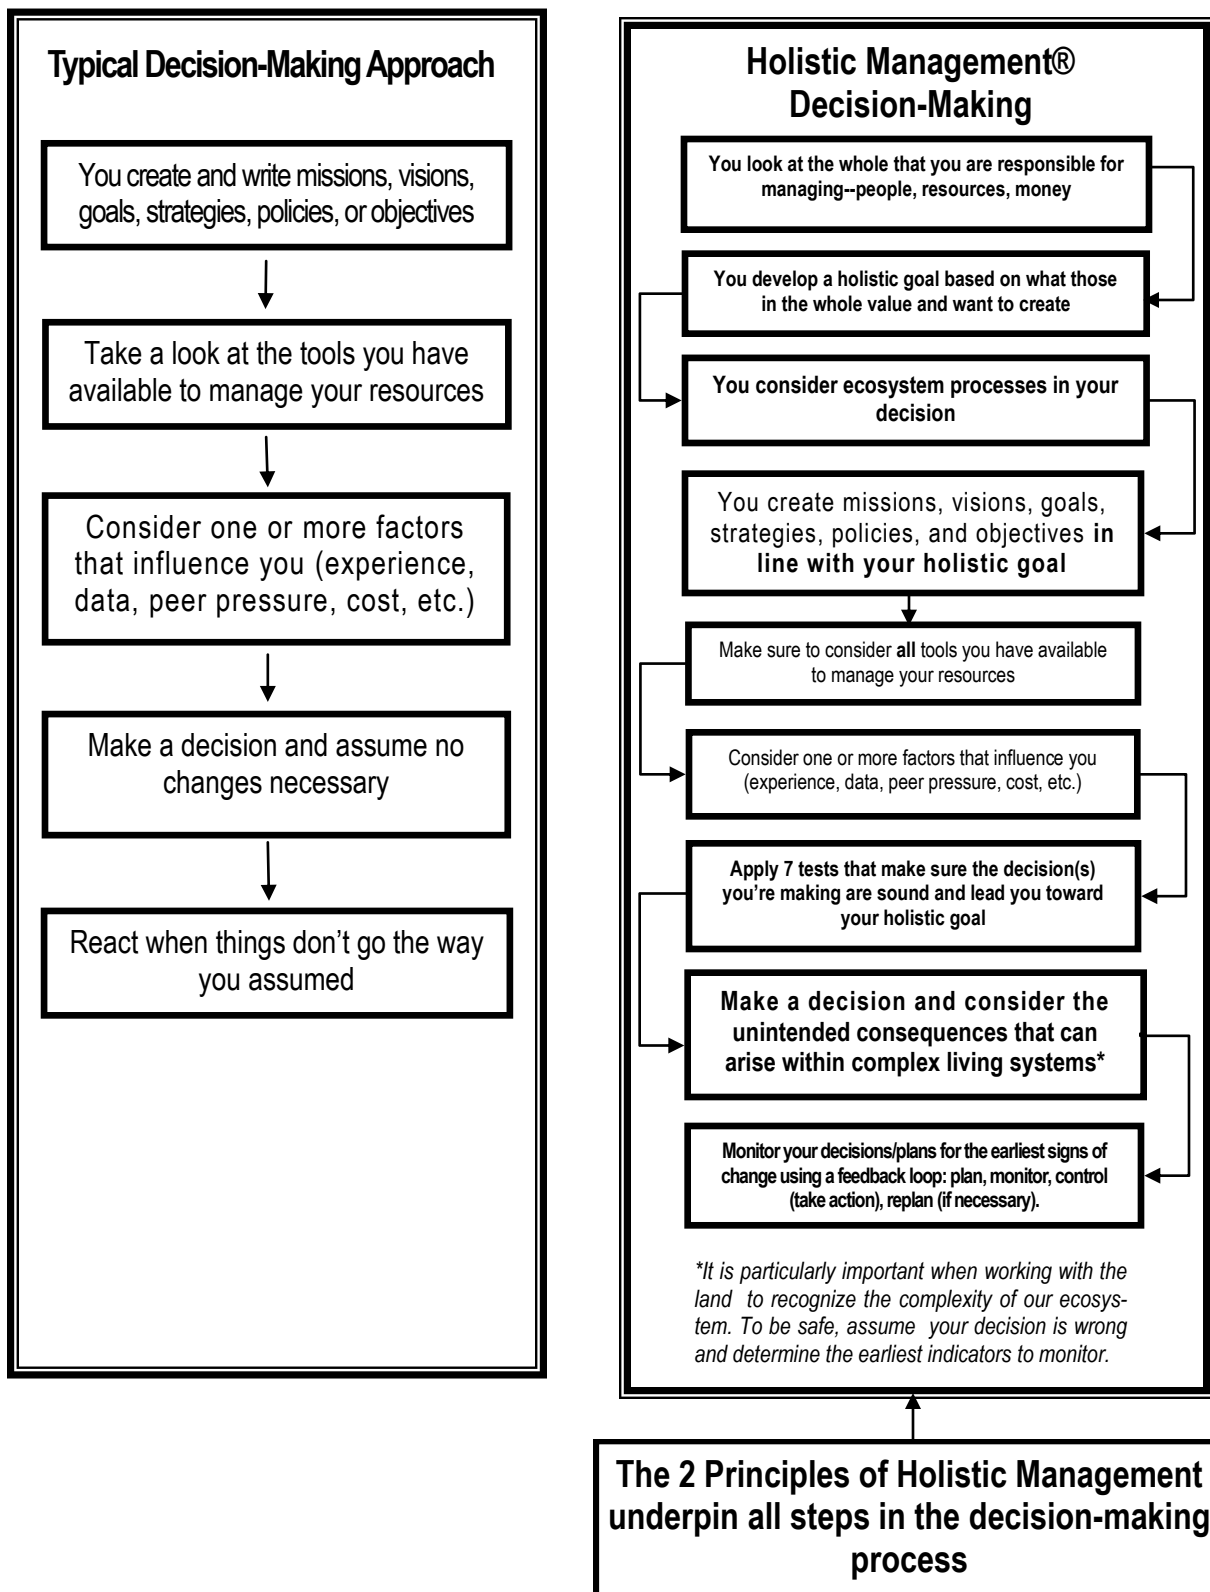 Typical Decision-Making Approach
You create and write missions, visions,
goals, strategies, policies, or objectives
Take a look at the tools you have
available to manage your resources
Consider one or more factors
that influence you (experience,
data, peer pressure, cost, etc.)
Make a decision and assume no
changes necessary
React when things don’t go the way
you assumed
Holistic Management®
Decision-Making
You look at the whole that you are responsible for
managing--people, resources, money
You develop a holistic goal based on what those
in the whole value and want to create
You consider ecosystem processes in your
decision
You create missions, visions, goals,
strategies, policies, and objectives in
line with your holistic goal
Make sure to consider all tools you have available
to manage your resources
Consider one or more factors that influence you
(experience, data, peer pressure, cost, etc.)
Apply 7 tests that make sure the decision(s)
you’re making are sound and lead you toward
your holistic goal
Make a decision and consider the
unintended consequences that can
arise within complex living systems*
Monitor your decisions/plans for the earliest signs of
change using a feedback loop: plan, monitor, control
(take action), replan (if necessary).
*It is particularly important when working with the
land to recognize the complexity of our ecosys-
tem. To be safe, assume your decision is wrong
and determine the earliest indicators to monitor.
The 2 Principles of Holistic Management
underpin all steps in the decision-making
process